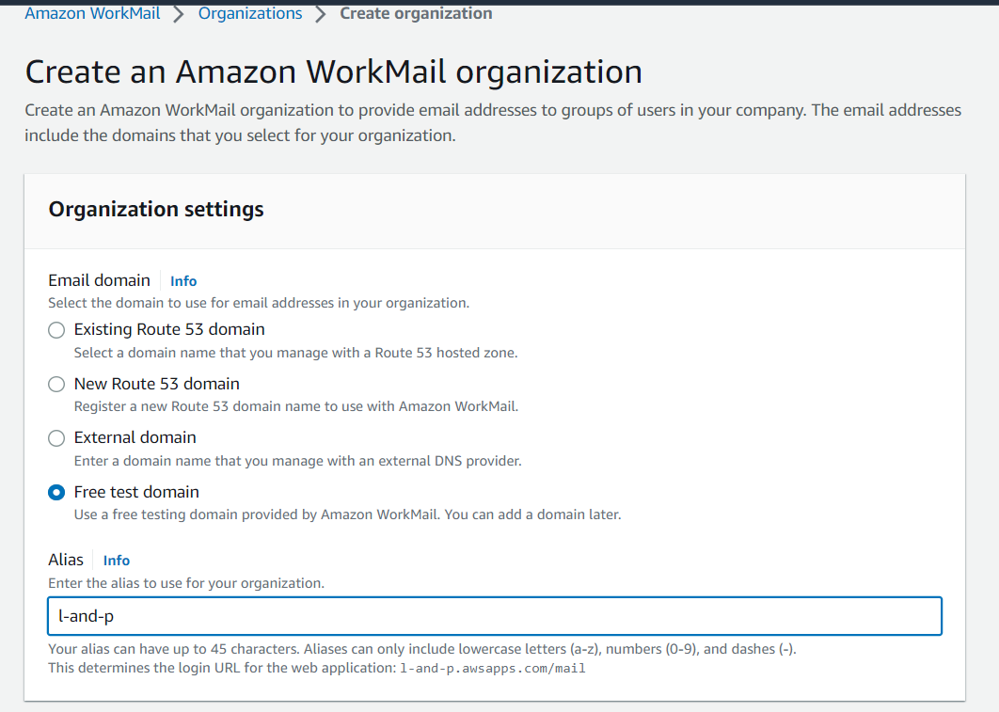 Amazon WorkMail > Organizations > Create organization
Create an Amazon WorkMail organization
Create an Amazon WorkMail organization to provide email addresses to groups of users in your company. The email addresses
include the domains that you select for your organization.
Organization settings
Email domain Info
Select the domain to use for email addresses in your organization.
Existing Route 53 domain
Select a domain name that you manage with a Route 53 hosted zone.
New Route 53 domain
Register a new Route 53 domain name to use with Amazon WorkMail.
External domain
Enter a domain name that you manage with an external DNS provider.
Free test domain
Use a free testing domain provided by Amazon WorkMail. You can add a domain later.
Alias Info
Enter the alias to use for your organization.
l-and-p
Your alias can have up to 45 characters. Aliases can only include lowercase letters (a-z), numbers (0-9), and dashes (-).
This determines the login URL for the web application: l-and-p.awsapps.com/mail